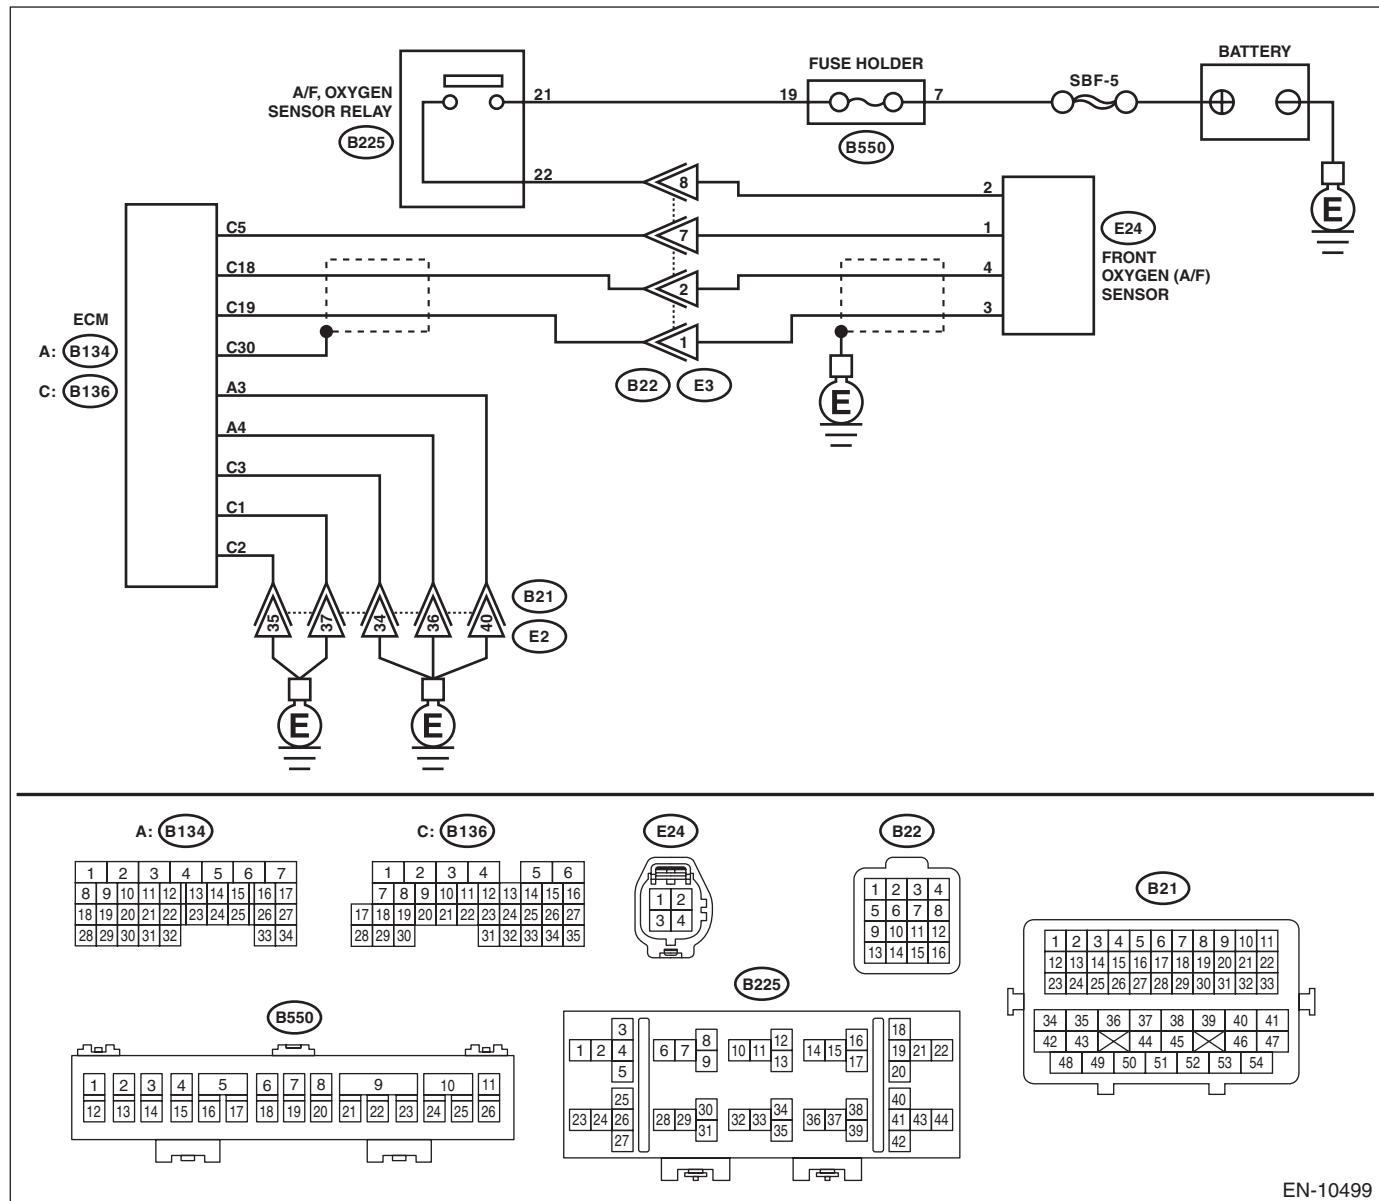 BATTERY
FUSE HOLDER
SBF-5
A/F, OXYGEN
SENSOR RELAY
B225
21
19
7
B550
22
8
2
E
C5
7
1
E24
FRONT
OXYGEN (A/F)
SENSOR
C18
2
4
C19
1
3
ECM
A: B134
C: B136
C30
B22
E3
E
A3
A4
C3
C1
C2
B21
E2
35
37
34
36
40
E
E
A: B134
1 2 3 4 5 6 7
8 9 10 11 12 13 14 15 16 17
18 19 20 21 22 23 24 25 26 27
28 29 30 31 32 33 34
C: B136
1 2 3 4 5 6
7 8 9 10 11 12 13 14 15 16
17 18 19 20 21 22 23 24 25 26 27
28 29 30 31 32 33 34 35
E24
1 2
3 4
B22
1 2 3 4
5 6 7 8
9 10 11 12
13 14 15 16
B21
1 2 3 4 5 6 7 8 9 10 11
12 13 14 15 16 17 18 19 20 21 22
23 24 25 26 27 28 29 30 31 32 33
34 35 36 37 38 39 40 41
42 43 44 45 46 47
48 49 50 51 52 53 54
B550
1 2 3 4 5 6 7 8 9 10 11
12 13 14 15 16 17 18 19 20 21 22 23 24 25 26
B225
3 8 12 16 18
1 2 4 6 7 10 11 14 15 19 21 22
5 9 13 17 20
25 30 34 38 40
23 24 26 28 29 32 33 36 37 41 43 44
27 31 35 39 42
EN-10499